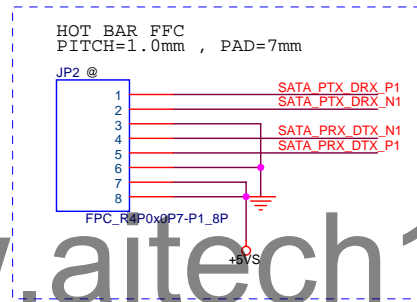 HOT BAR FFC
PITCH=1.0mm , PAD=7mm
JP2 @
1 SATA_PTX_DRX_P1
2 SATA_PTX_DRX_N1
3
4 SATA_PRX_DTX_N1
5 SATA_PRX_DTX_P1
6
7
8
FPC_R4P0x0P7-P1_8P
+5VS
.aitech1